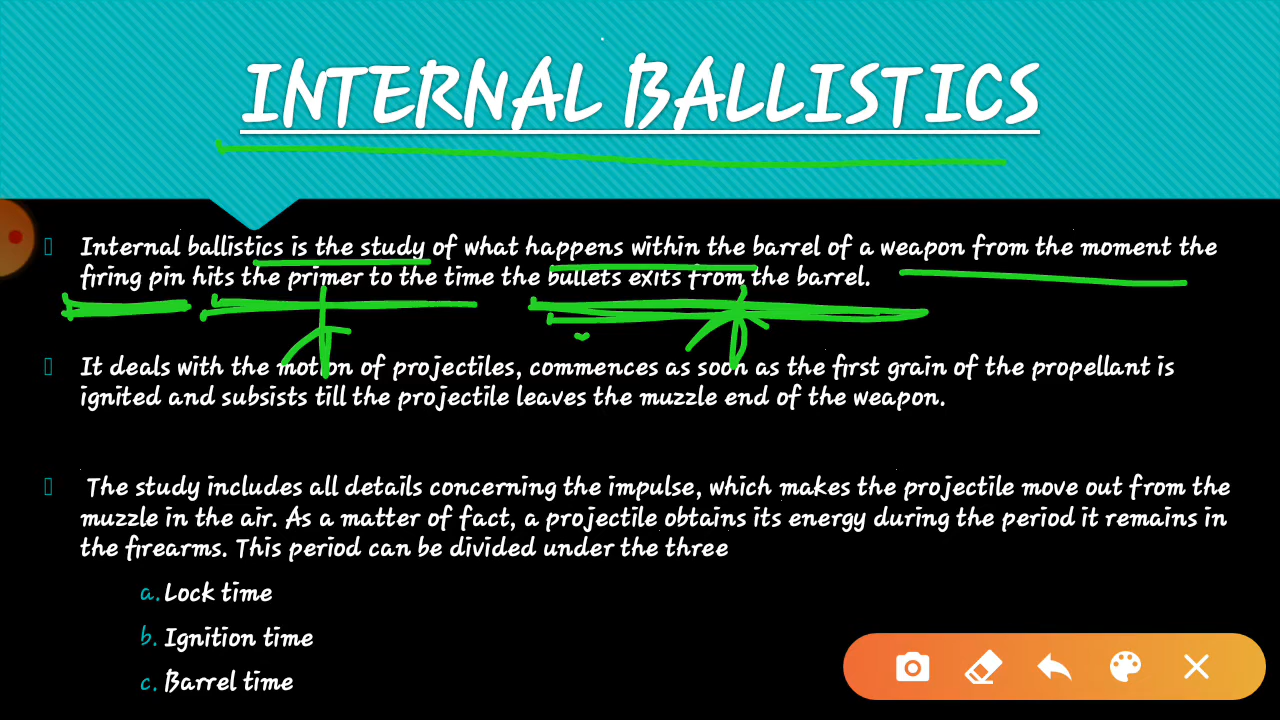 INTERNAL BALLISTICS
Internal ballistics is the study of what happens within the barrel of a weapon from the moment the
firing pin hits the primer to the time the bullets exits from the barrel.
It deals with the motion of projectiles, commences as soon as the first grain of the propellant is
ignited and subsists till the projectile leaves the muzzle end of the weapon.
The study includes all details concerning the impulse, which makes the projectile move out from the
muzzle in the air. As a matter of fact, a projectile obtains its energy during the period it remains in
the firearms. This period can be divided under the three
a. Lock time
b. Ignition time
c. Barrel time